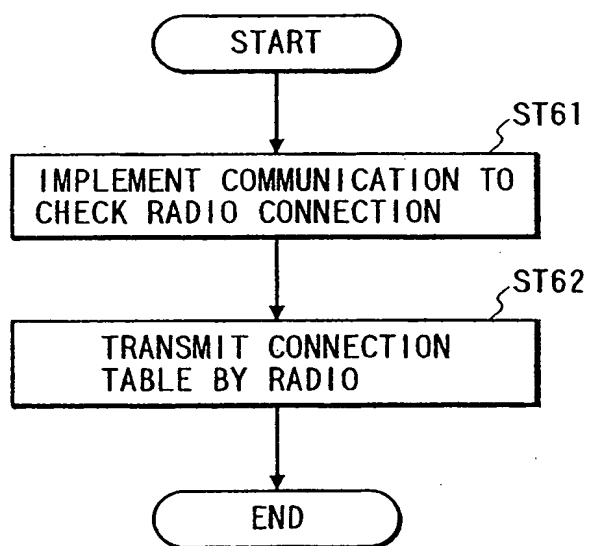 START
ST61
IMPLEMENT COMMUNICATION TO
CHECK RADIO CONNECTION
ST62
TRANSMIT CONNECTION
TABLE BY RADIO
END